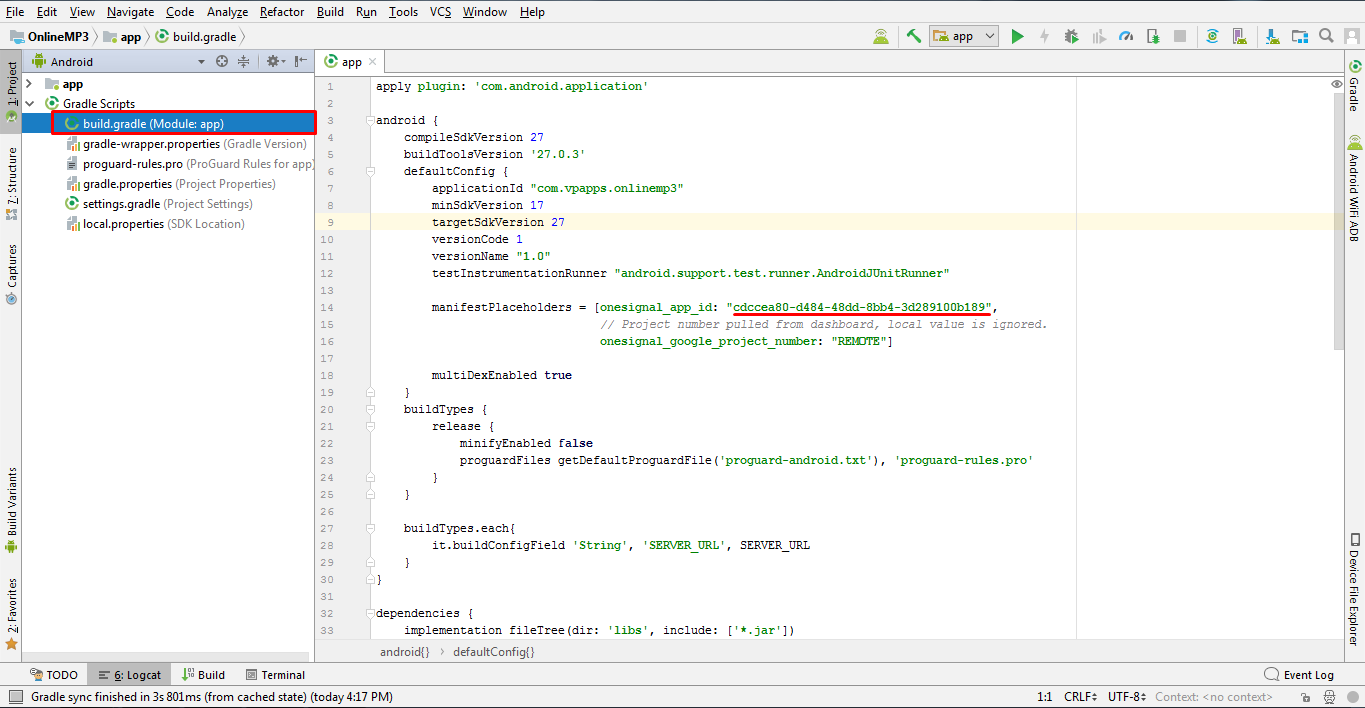 File Edit View Navigate Code Analyze Refactor Build Run Tools VCS Window Help
OnlineMP3 app build.gradle app
Android
app
1: Project
app
Gradle Scripts
build.gradle (Module: app)
gradle-wrapper.properties (Gradle Version)
proguard-rules.pro (ProGuard Rules for app)
gradle.properties (Project Properties)
settings.gradle (Project Settings)
local.properties (SDK Location)
7: Structure
Captures
Build Variants
2: Favorites
1 apply plugin: 'com.android.application'
2
3 android {
4 compileSdkVersion 27
5 buildToolsVersion '27.0.3'
6 defaultConfig {
7 applicationId "com.vpapps.onlinemp3"
8 minSdkVersion 17
9 targetSdkVersion 27
10 versionCode 1
11 versionName "1.0"
12 testInstrumentationRunner "android.support.test.runner.AndroidJUnitRunner"
13
14 manifestPlaceholders = [onesignal_app_id: "cdccea80-d484-48dd-8bb4-3d289100b189",
15 // Project number pulled from dashboard, local value is ignored.
16 onesignal_google_project_number: "REMOTE"]
17
18 multiDexEnabled true
19 }
20 buildTypes {
21 release {
22 minifyEnabled false
23 proguardFiles getDefaultProguardFile('proguard-android.txt'), 'proguard-rules.pro'
24 }
25 }
26
27 buildTypes.each{
28 it.buildConfigField 'String', 'SERVER_URL', SERVER_URL
29 }
30 }
31
32 dependencies {
33 implementation fileTree(dir: 'libs', include: ['*.jar'])
android{} › defaultConfig{}
Gradle
Android WiFi ADB
Device File Explorer
TODO 6: Logcat Build Terminal Event Log
Gradle sync finished in 3s 801ms (from cached state) (today 4:17 PM) 1:1 CRLF UTF-8 Context: <no context>